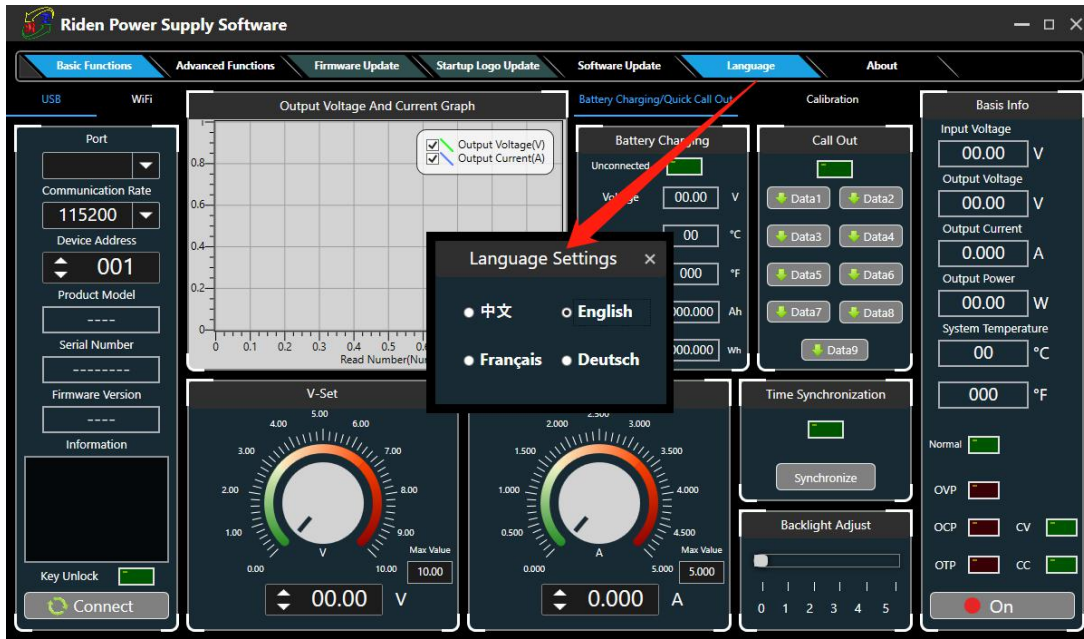 Riden Power Supply Software
Basic Functions
Advanced Functions
Firmware Update
Startup Logo Update
Software Update
Language
About
USB
WiFi
Port
Communication Rate
115200
Device Address
001
Product Model
----
Serial Number
--------
Firmware Version
----
Information
Key Unlock
Connect
Output Voltage And Current Graph
Output Voltage(V)
Output Current(A)
1
0.8
0.6
0.4
0.2
0
0 0.1 0.2 0.3 0.4 0.5
Read Number
Language Settings
中文
English
Français
Deutsch
Battery Charging/Quick Call Out
Calibration
Battery Charging
Unconnected
00.00 V
00 °C
000 °F
000.000 Ah
000.000 Wh
Call Out
Data1 Data2
Data3 Data4
Data5 Data6
Data7 Data8
Data9
V-Set
0.00
1.00
2.00
3.00
4.00
5.00
6.00
7.00
8.00
9.00
10.00
V
Max Value
10.00
00.00 V
0.000
0.500
1.000
1.500
2.000
2.500
3.000
3.500
4.000
4.500
5.000
A
Max Value
5.000
0.000 A
Time Synchronization
Synchronize
Backlight Adjust
0 1 2 3 4 5
Basis Info
Input Voltage
00.00 V
Output Voltage
00.00 V
Output Current
0.000 A
Output Power
00.00 W
System Temperature
00 °C
000 °F
Normal
OVP
OCP CV
OTP CC
On